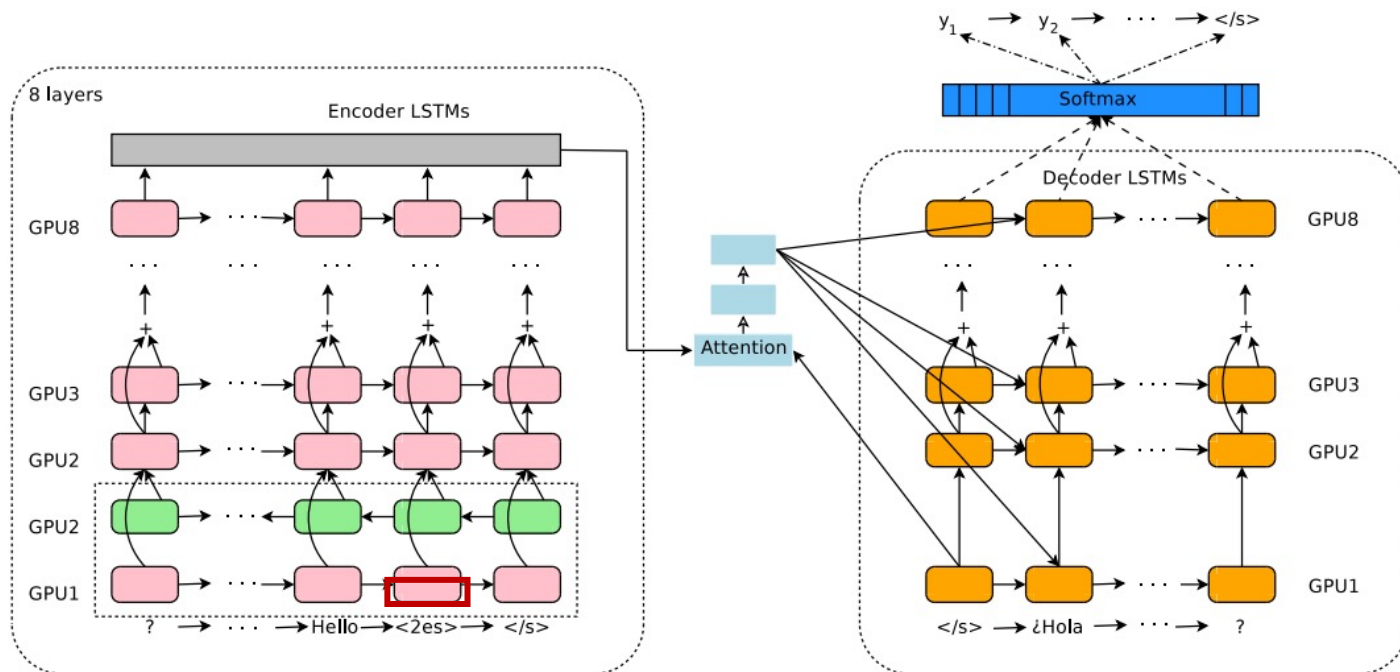 y1 y2 · · · </s>
Softmax
8 layers
Encoder LSTMs
GPU8
· · ·
· · · · · · · · · · · · · · ·
+ + + +
GPU3 · · ·
GPU2 · · ·
GPU2 · · ·
GPU1 · · ·
? · · · Hello <2es> </s>
Attention
Decoder LSTMs
· · · GPU8
· · · · · · · · · · · ·
+ + +
· · · GPU3
· · · GPU2
· · · GPU1
</s> ¿Hola · · · ?